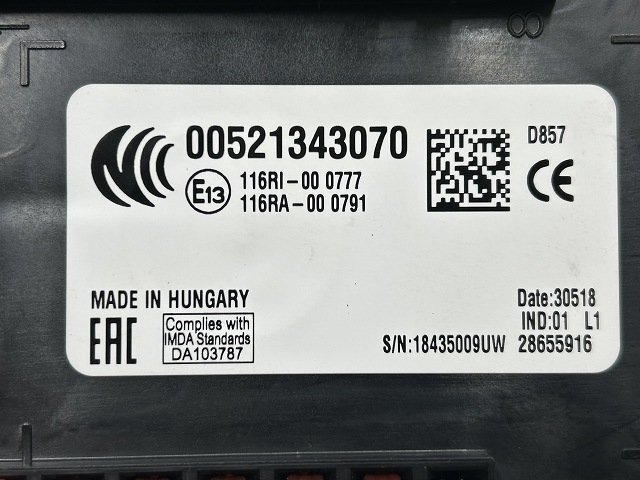 8
00521343070
D857
E13
116RI-00 0777
116RA-00 0791
CE
MADE IN HUNGARY
Date:30518
EAC
Complies with
IMDA Standards
DA103787
IND:01 L1
S/N:18435009UW 28655916